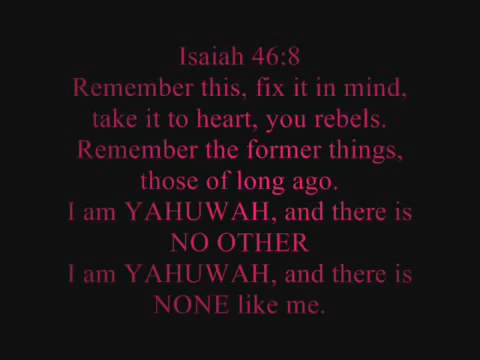 Isaiah 46:8
Remember this, fix it in mind,
take it to heart, you rebels.
Remember the former things,
those of long ago.
I am YAHUWAH, and there is
NO OTHER
I am YAHUWAH, and there is
NONE like me.